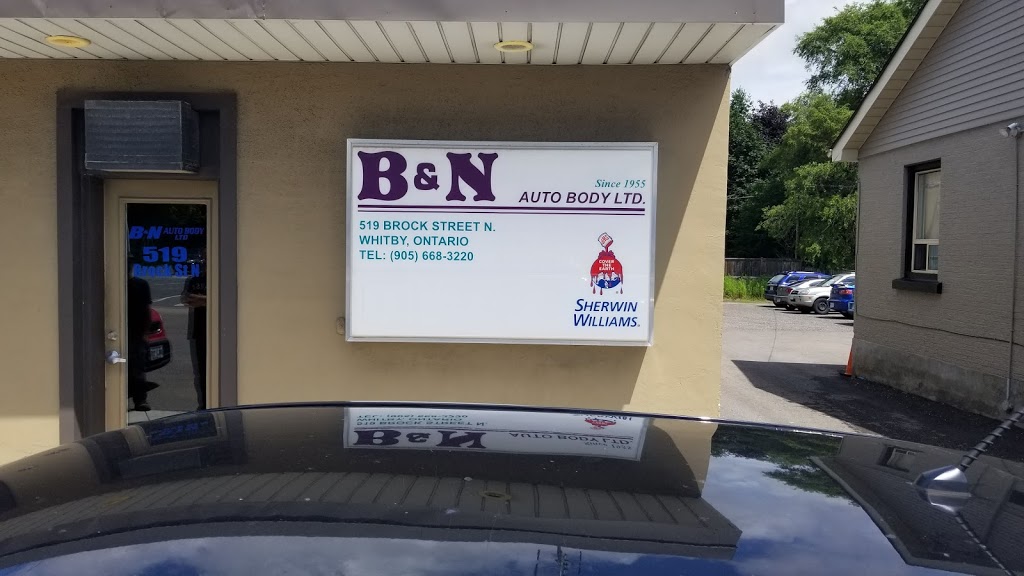 B&N
Since 1955
AUTO BODY LTD.
519 BROCK STREET N.
WHITBY, ONTARIO
TEL: (905) 668-3220
COVER
THE
EARTH
SHERWIN
WILLIAMS.
B-N AUTO BODY
LTD
519
Brock St N